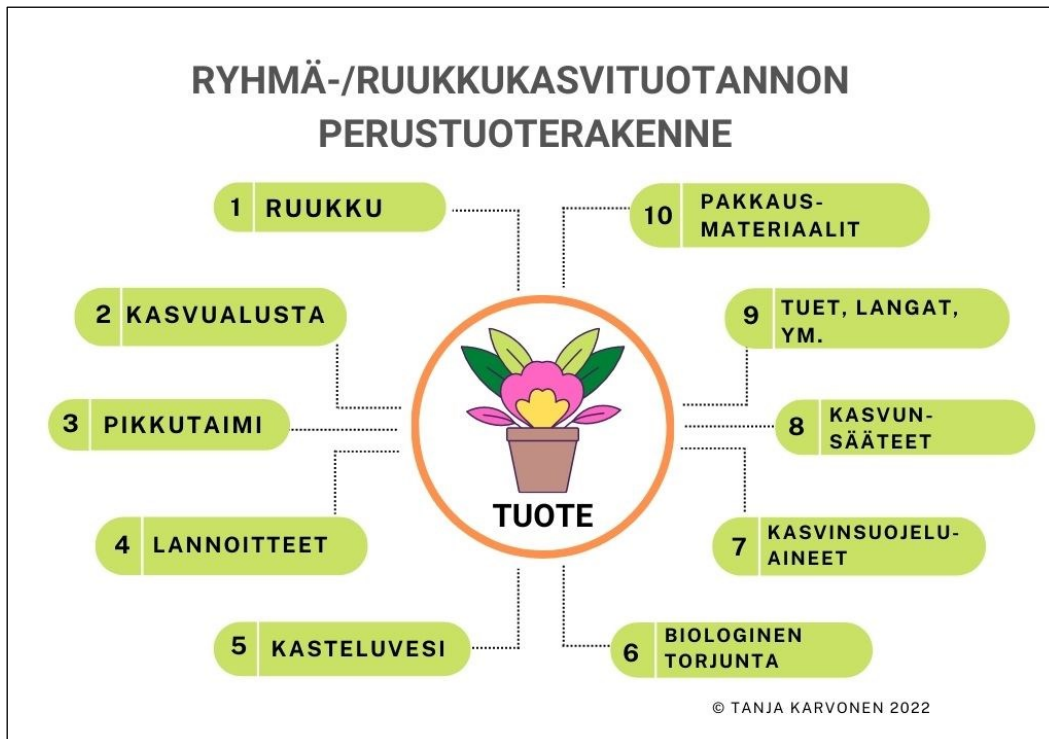 RYHMÄ-/RUUKKUKASVITUOTANNON
PERUSTUOTERAKENNE
1 RUUKKU
2 KASVUALUSTA
3 PIKKUTAIMI
4 LANNOITTEET
5 KASTELUVESI
6 BIOLOGINEN
TORJUNTA
7 KASVINSUOJELU-
AINEET
8 KASVUN-
SÄÄTEET
9 TUET, LANGAT,
YM.
10 PAKKAUS-
MATERIAALIT
TUOTE
© TANJA KARVONEN 2022